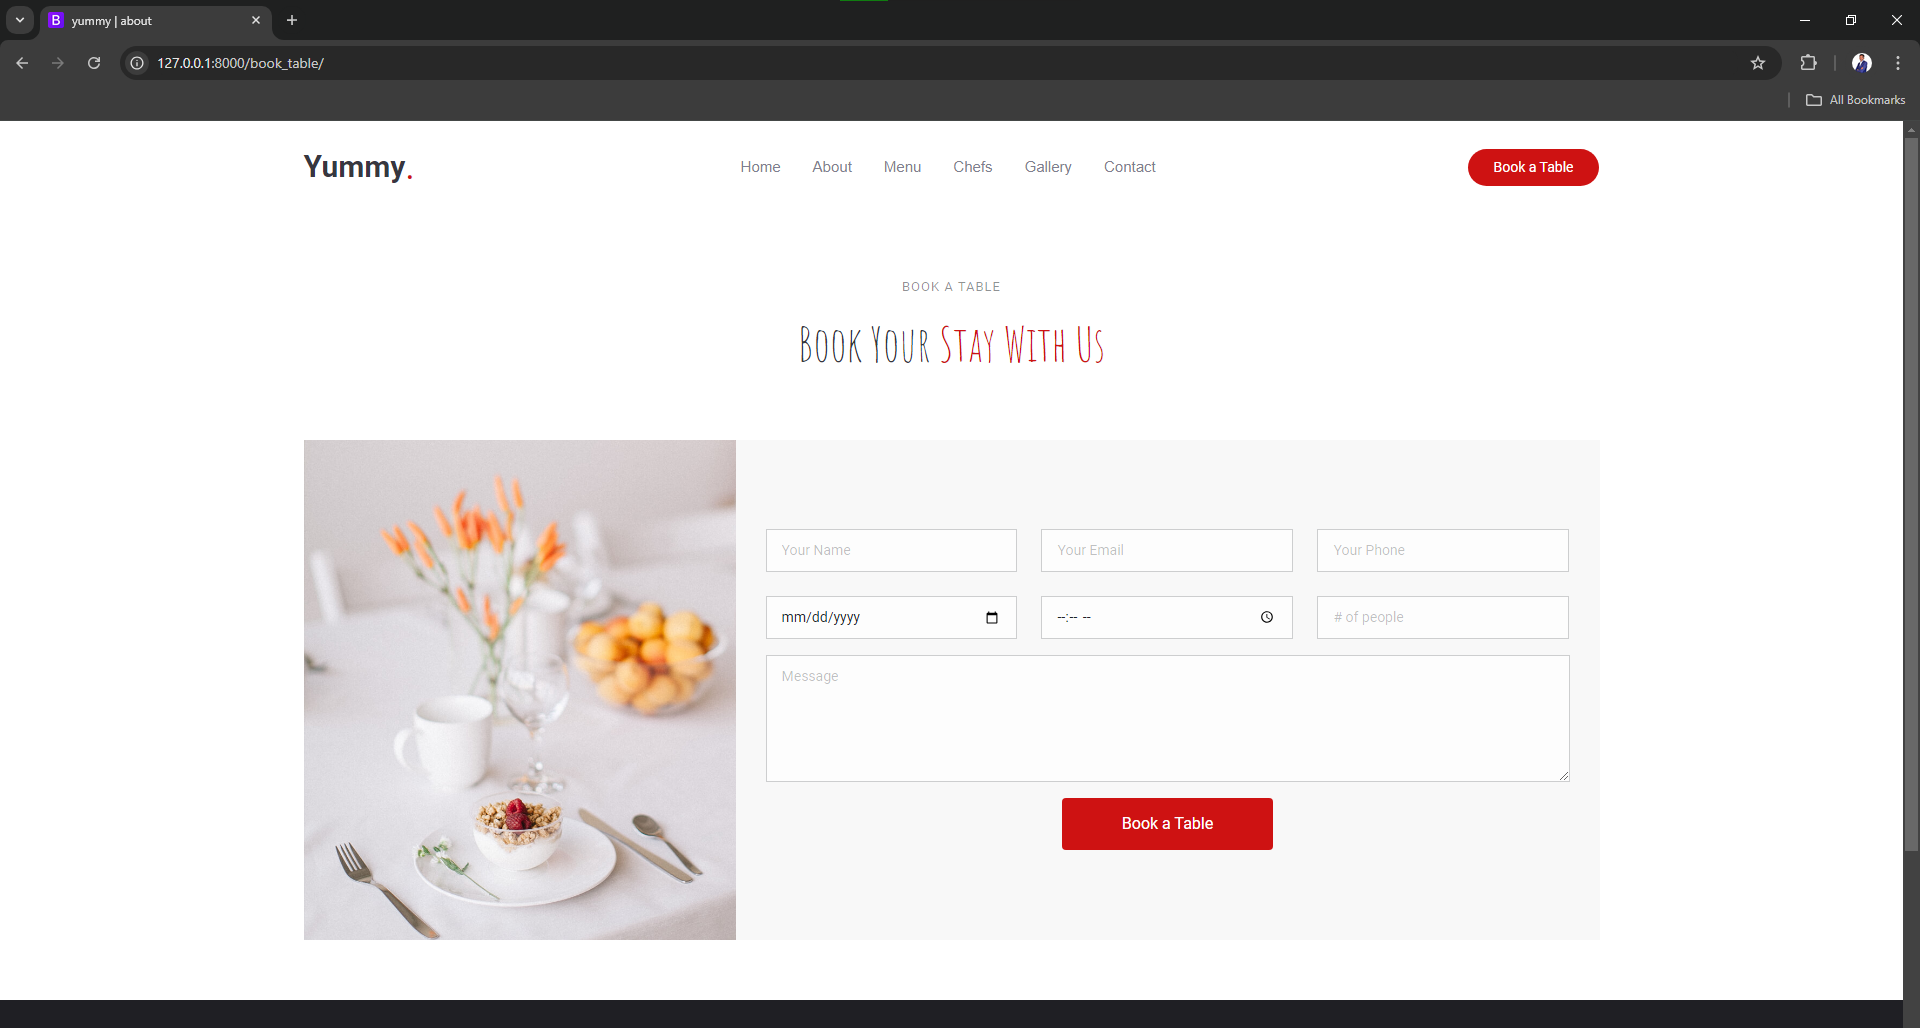 yummy | about
127.0.0.1:8000/book_table/
All Bookmarks
Yummy.
Home About Menu Chefs Gallery Contact
Book a Table
BOOK A TABLE
Book Your Stay With Us
Your Name Your Email Your Phone
mm/dd/yyyy --:-- -- # of people
Message
Book a Table